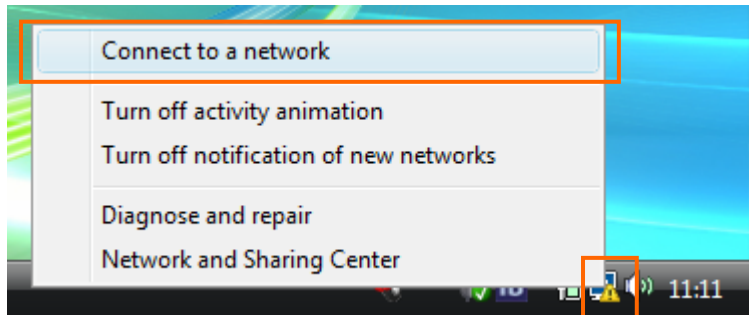 Connect to a network
Turn off activity animation
Turn off notification of new networks
Diagnose and repair
Network and Sharing Center
11:11